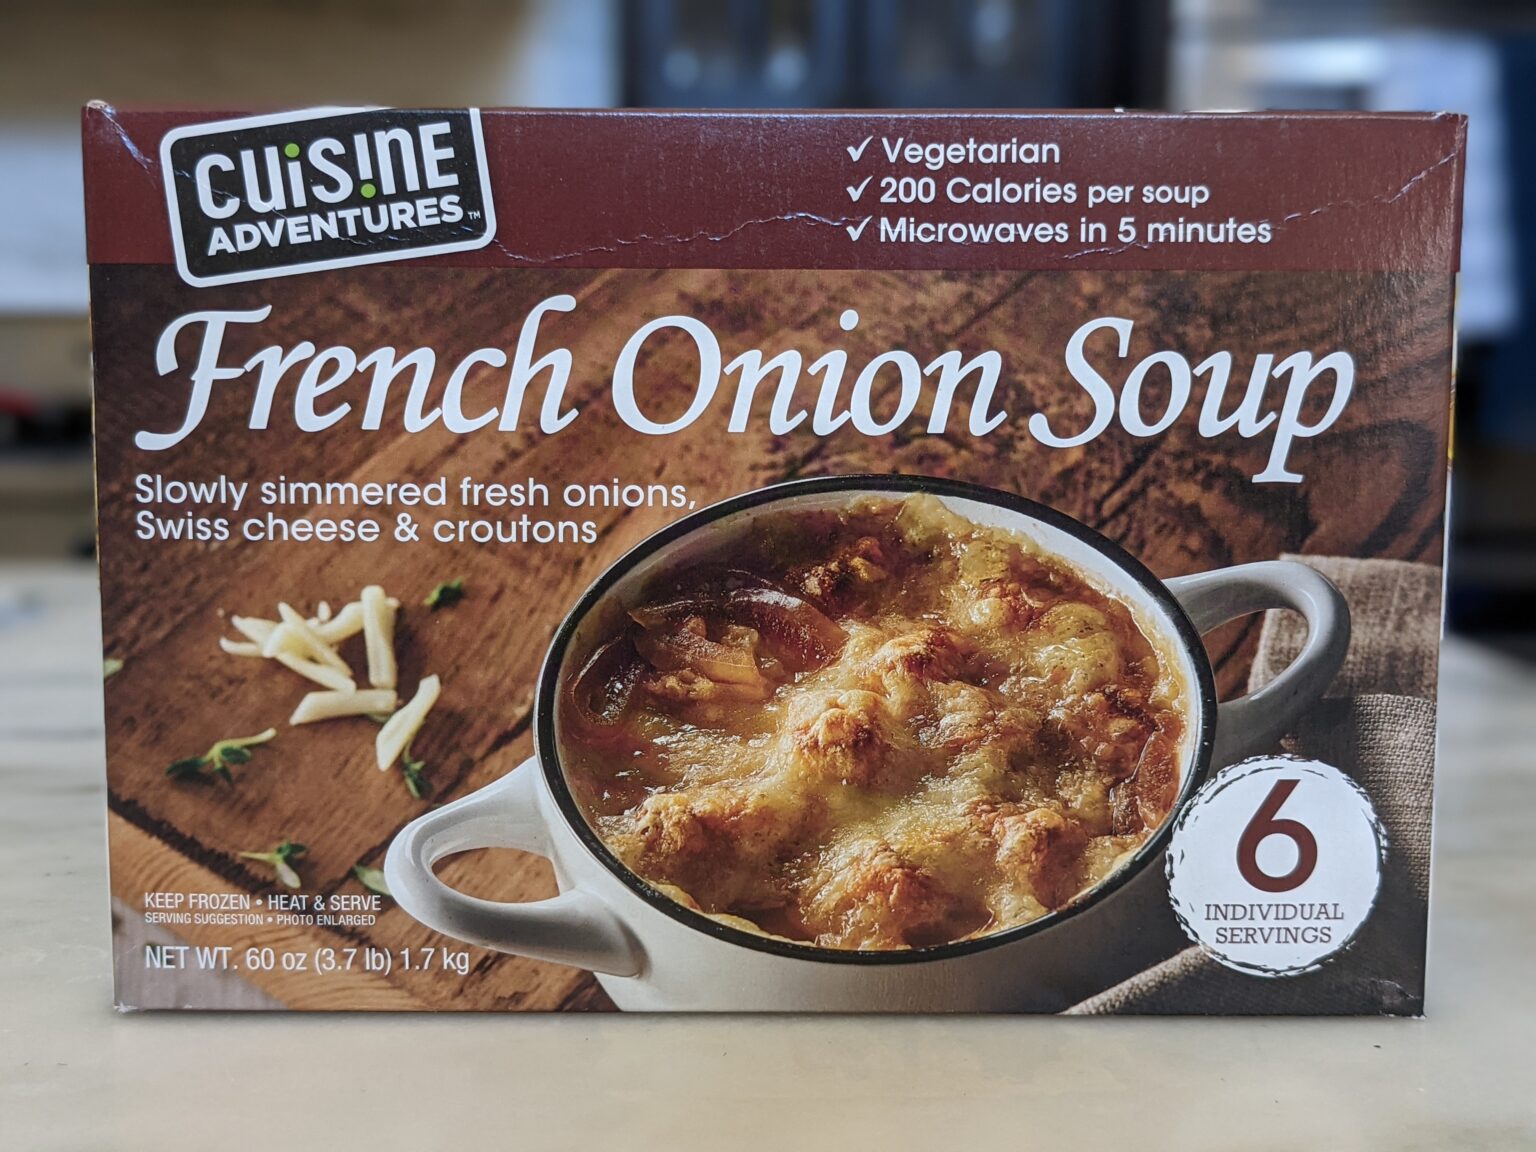 CUiS!NE
ADVENTURES™
✓ Vegetarian
✓ 200 Calories per soup
✓ Microwaves in 5 minutes
French Onion Soup
Slowly simmered fresh onions,
Swiss cheese & croutons
KEEP FROZEN • HEAT & SERVE
SERVING SUGGESTION • PHOTO ENLARGED
NET WT. 60 oz (3.7 lb) 1.7 kg
6
INDIVIDUAL
SERVINGS